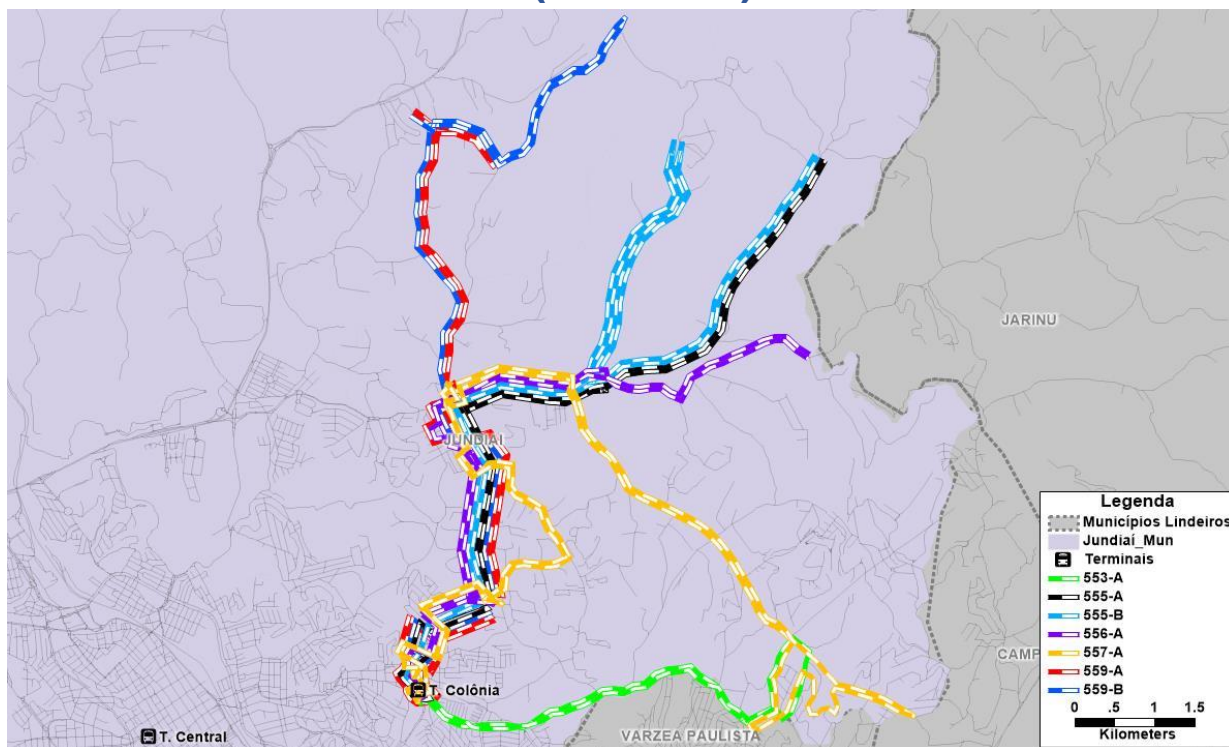 JARINU
JUNDIAÍ
CAMP
T. Colônia
VARZEA PAULISTA
T. Central
Legenda
Municípios Lindeiros
Jundiaí_Mun
Terminais
553-A
555-A
555-B
556-A
557-A
559-A
559-B
0 .5 1 1.5
Kilometers